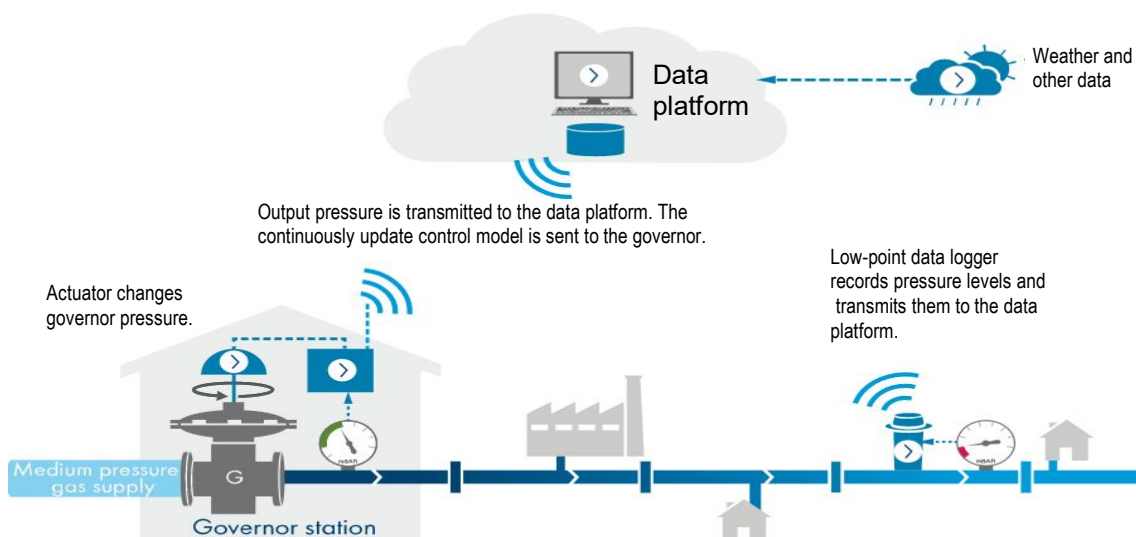 Data
platform
Weather and
other data
Output pressure is transmitted to the data platform. The
continuously update control model is sent to the governor.
Low-point data logger
records pressure levels and
transmits them to the data
platform.
Actuator changes
governor pressure.
mBAR
mBAR
Medium pressure
gas supply
G
Governor station